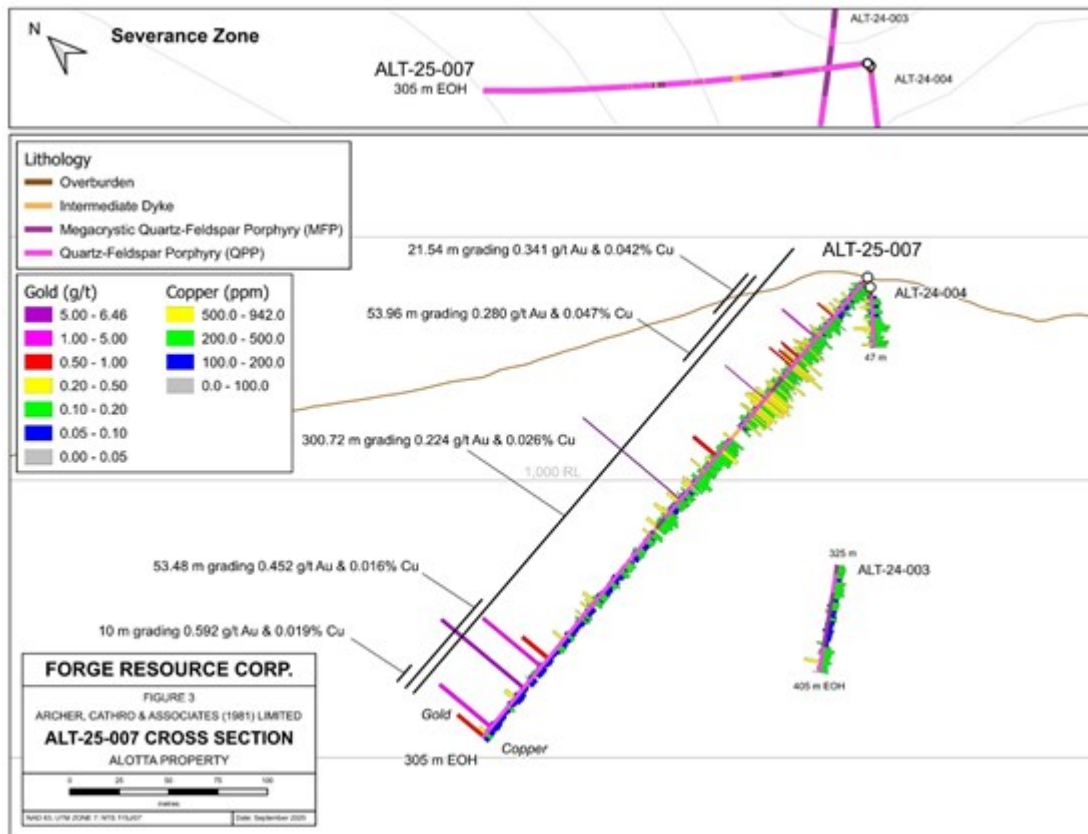 N
Severance Zone
ALT-24-003
ALT-25-007
305 m EOH
ALT-24-004
Lithology
Overburden
Intermediate Dyke
Megacrystic Quartz-Feldspar Porphyry (MFP)
Quartz-Feldspar Porphyry (QPP)
Gold (g/t) Copper (ppm)
5.00 - 6.46 500.0 - 942.0
1.00 - 5.00 200.0 - 500.0
0.50 - 1.00 100.0 - 200.0
0.20 - 0.50 0.0 - 100.0
0.10 - 0.20
0.05 - 0.10
0.00 - 0.05
21.54 m grading 0.341 g/t Au & 0.042% Cu
ALT-25-007
ALT-24-004
53.96 m grading 0.280 g/t Au & 0.047% Cu
47 m
300.72 m grading 0.224 g/t Au & 0.026% Cu
1,000 RL
325 m
ALT-24-003
405 m EOH
53.48 m grading 0.452 g/t Au & 0.016% Cu
10 m grading 0.592 g/t Au & 0.019% Cu
Gold
Copper
305 m EOH
FORGE RESOURCE CORP.
FIGURE 3
ARCHER, CATHRO & ASSOCIATES (1981) LIMITED
ALT-25-007 CROSS SECTION
ALOTTA PROPERTY
0 25 50 75 100
metres
Date: September 2025